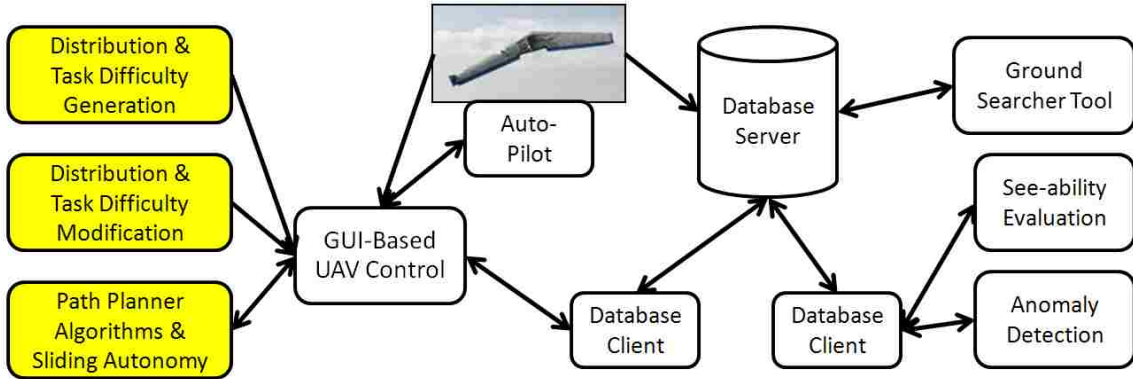 Distribution &
Task Difficulty
Generation
Distribution &
Task Difficulty
Modification
Path Planner
Algorithms &
Sliding Autonomy
GUI-Based
UAV Control
Auto-
Pilot
Database
Server
Database
Client
Database
Client
Ground
Searcher Tool
See-ability
Evaluation
Anomaly
Detection